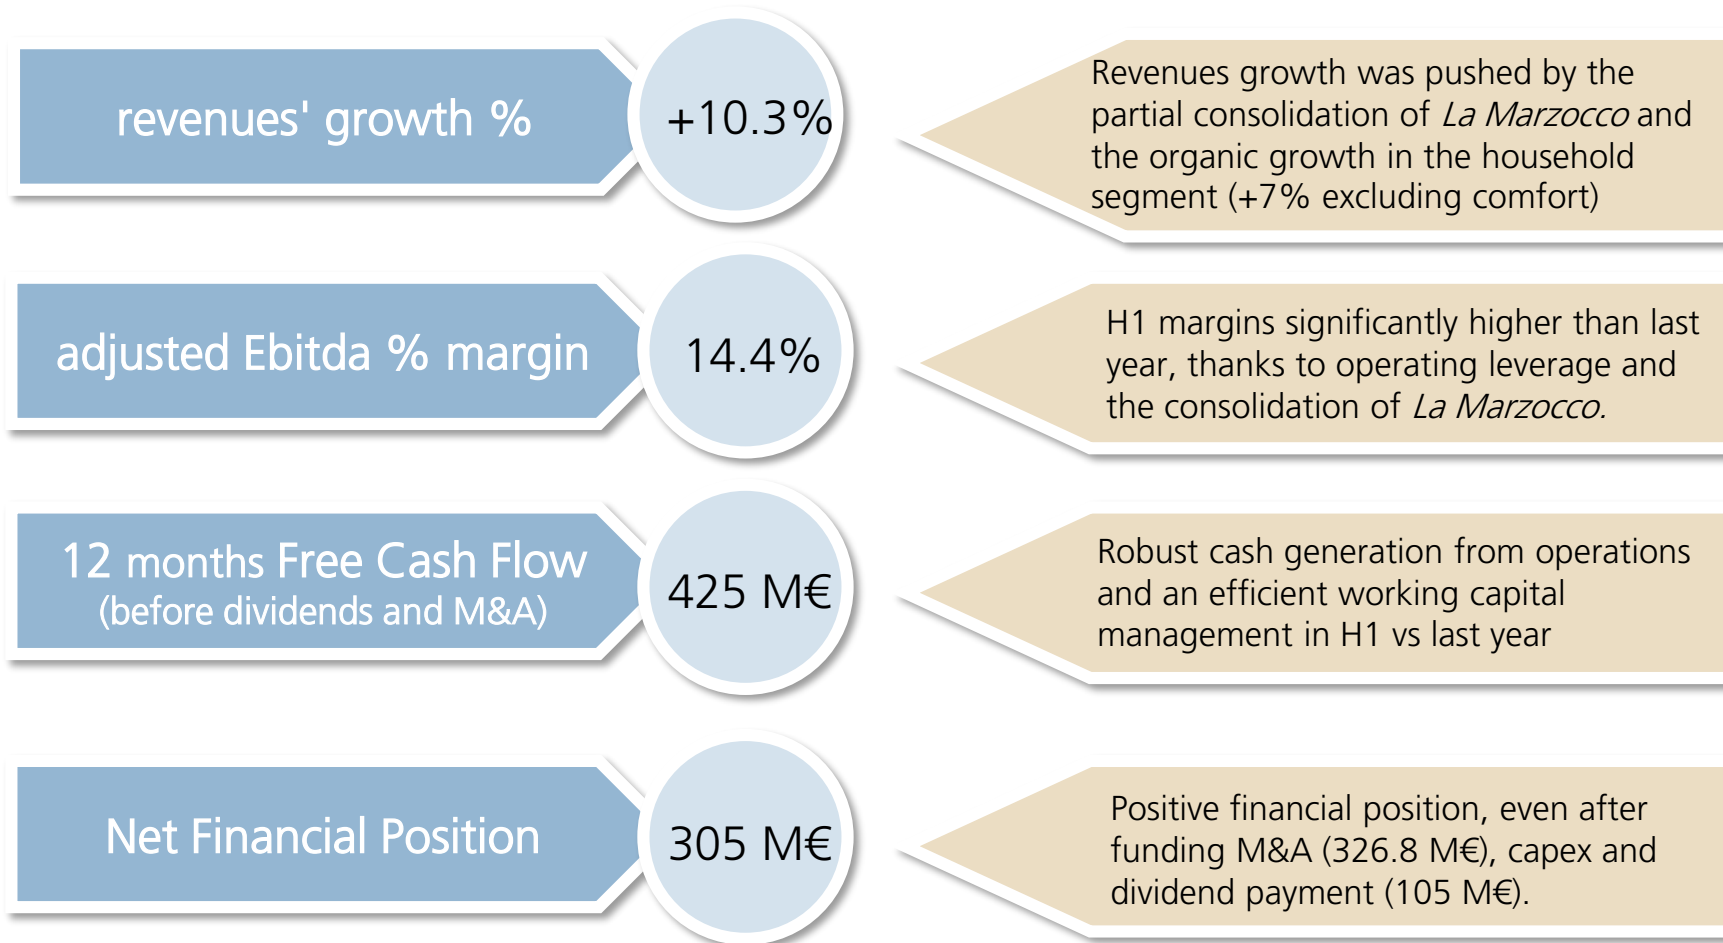 revenues' growth %
+10.3%
Revenues growth was pushed by the
partial consolidation of La Marzocco and
the organic growth in the household
segment (+7% excluding comfort)
adjusted Ebitda % margin
14.4%
H1 margins significantly higher than last
year, thanks to operating leverage and
the consolidation of La Marzocco.
12 months Free Cash Flow
(before dividends and M&A)
425 M€
Robust cash generation from operations
and an efficient working capital
management in H1 vs last year
Net Financial Position
305 M€
Positive financial position, even after
funding M&A (326.8 M€), capex and
dividend payment (105 M€).